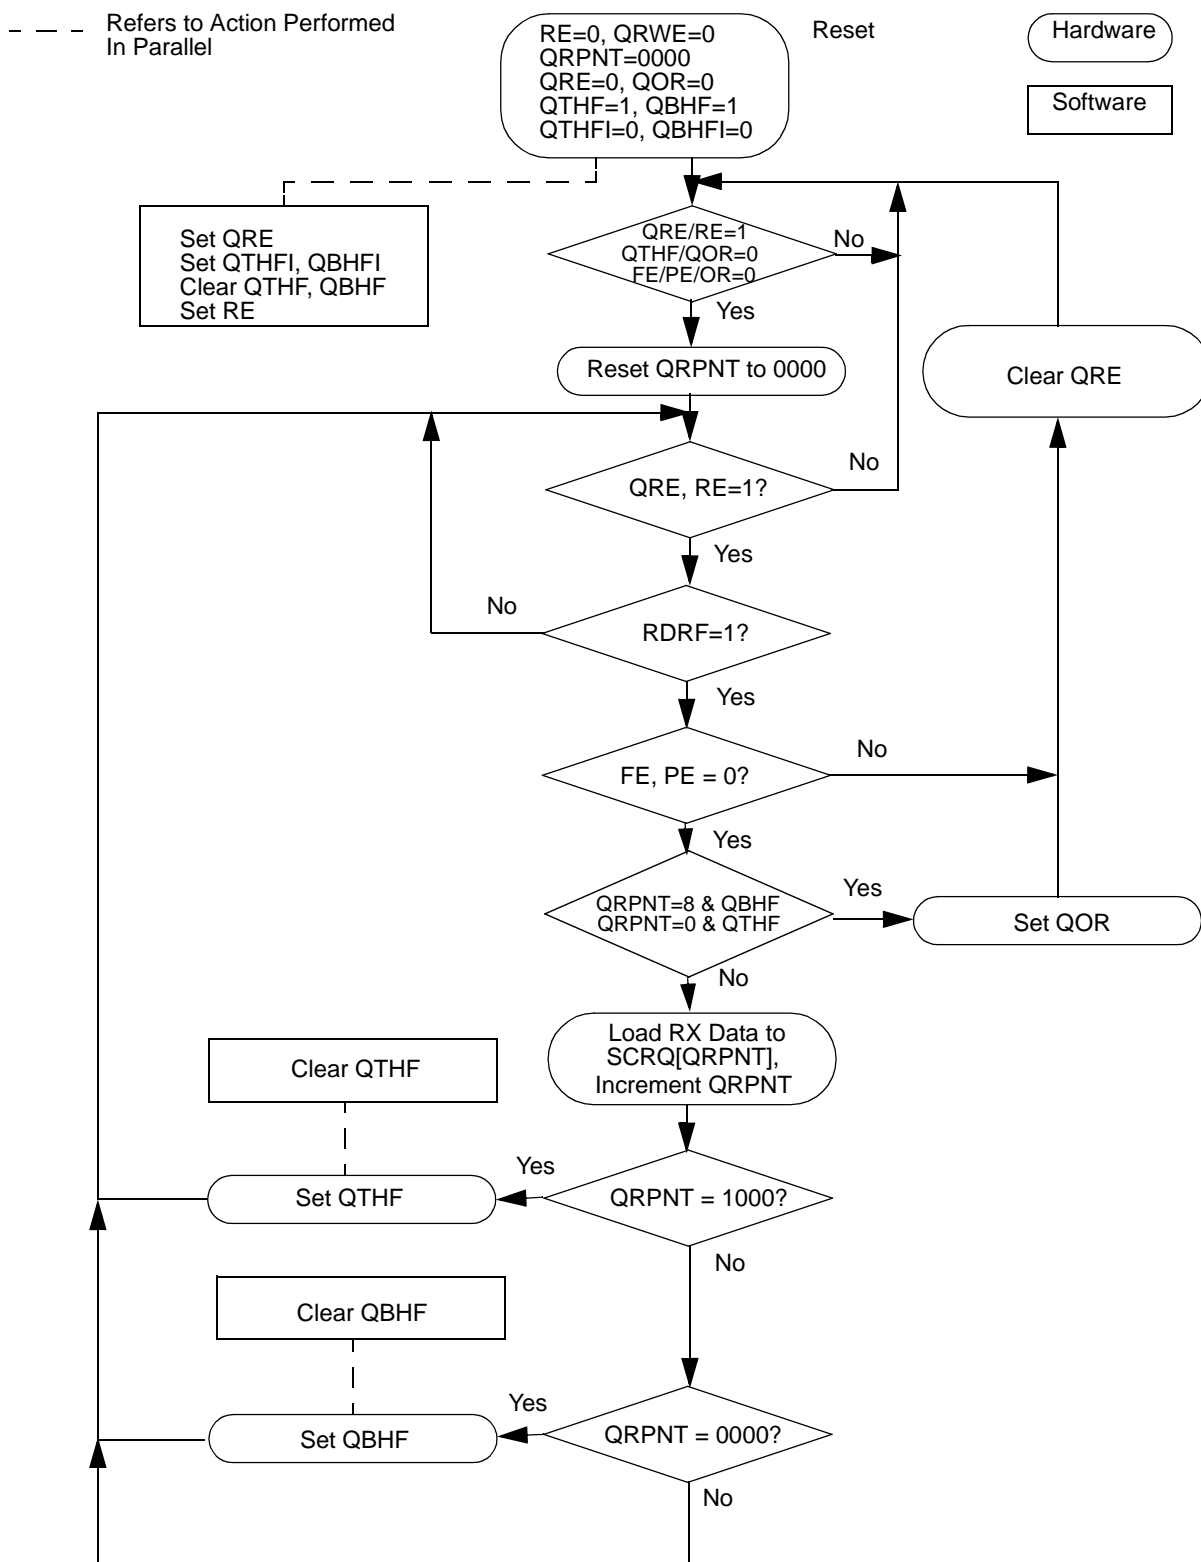 Refers to Action Performed
In Parallel
RE=0, QRWE=0
QRPNT=0000
QRE=0, QOR=0
QTHF=1, QBHF=1
QTHFI=0, QBHFI=0
Reset
Hardware
Software
Set QRE
Set QTHFI, QBHFI
Clear QTHF, QBHF
Set RE
QRE/RE=1
QTHF/QOR=0
FE/PE/OR=0
No
Yes
Reset QRPNT to 0000
Clear QRE
QRE, RE=1?
No
Yes
RDRF=1?
No
Yes
FE, PE = 0?
No
Yes
QRPNT=8 & QBHF
QRPNT=0 & QTHF
Yes
Set QOR
No
Load RX Data to
SCRQ[QRPNT],
Increment QRPNT
Clear QTHF
Set QTHF
Yes
QRPNT = 1000?
No
Clear QBHF
Set QBHF
Yes
QRPNT = 0000?
No